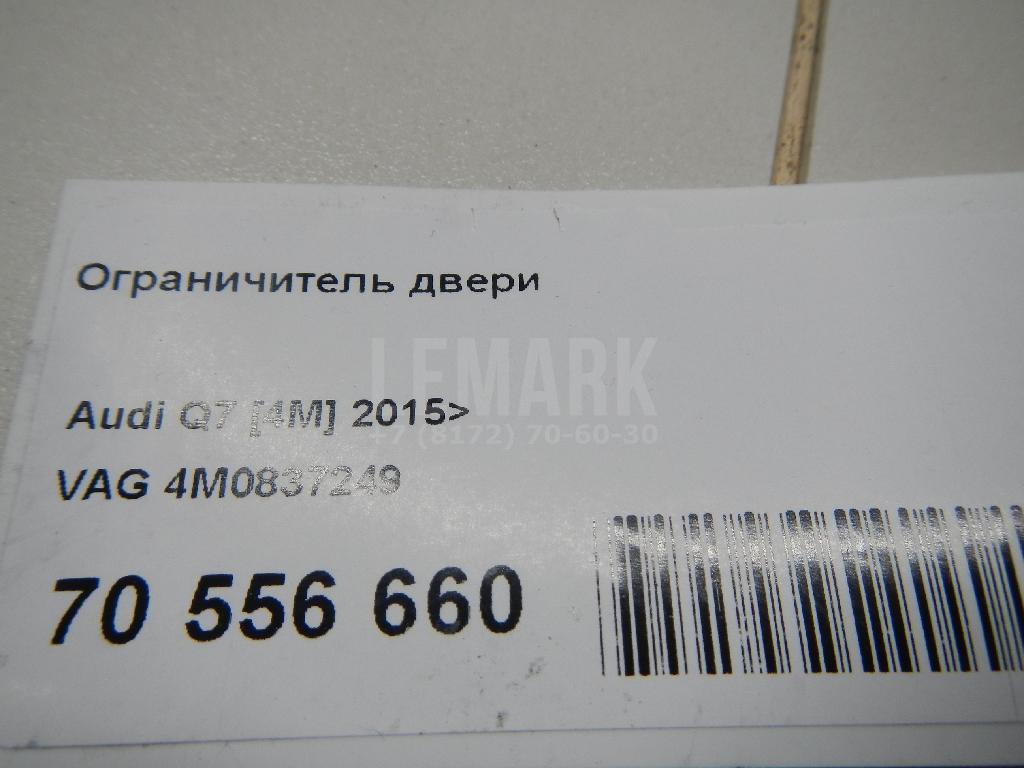 Ограничитель двери
LEMARK
Audi Q7 [4M] 2015>
+7 (8172) 70-60-30
VAG 4M0837249
70 556 660